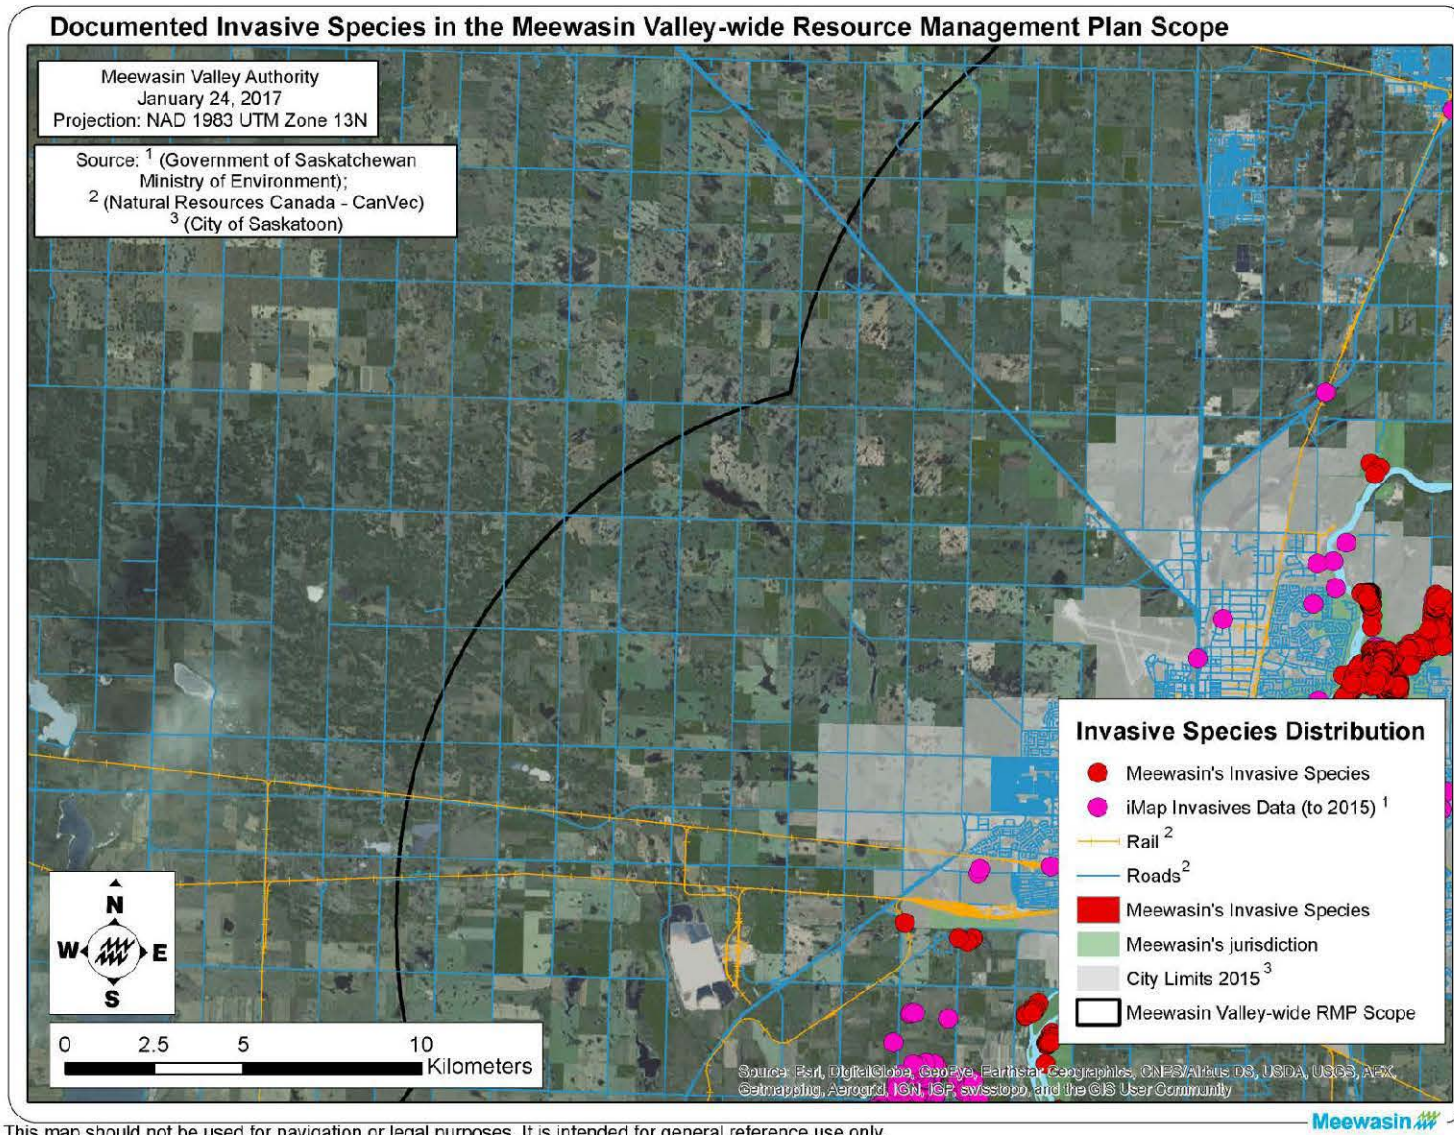 Documented Invasive Species in the Meewasin Valley-wide Resource Management Plan Scope
Meewasin Valley Authority
January 24, 2017
Projection: NAD 1983 UTM Zone 13N
Source: 1 (Government of Saskatchewan
Ministry of Environment);
2 (Natural Resources Canada - CanVec)
3 (City of Saskatoon)
Invasive Species Distribution
Meewasin's Invasive Species
iMap Invasives Data (to 2015) 1
Rail 2
Roads 2
Meewasin's Invasive Species
Meewasin's jurisdiction
City Limits 2015 3
Meewasin Valley-wide RMP Scope
N
W E
S
0 2.5 5 10
Kilometers
Source: Esri, DigitalGlobe, GeoEye, Earthstar Geographics, CNES/Airbus DS, USDA, USGS, AEX,
Getmapping, Aerogrid, IGN, IGP, swisstopo, and the GIS User Community
Meewasin
This map should not be used for navigation or legal purposes. It is intended for general reference use only